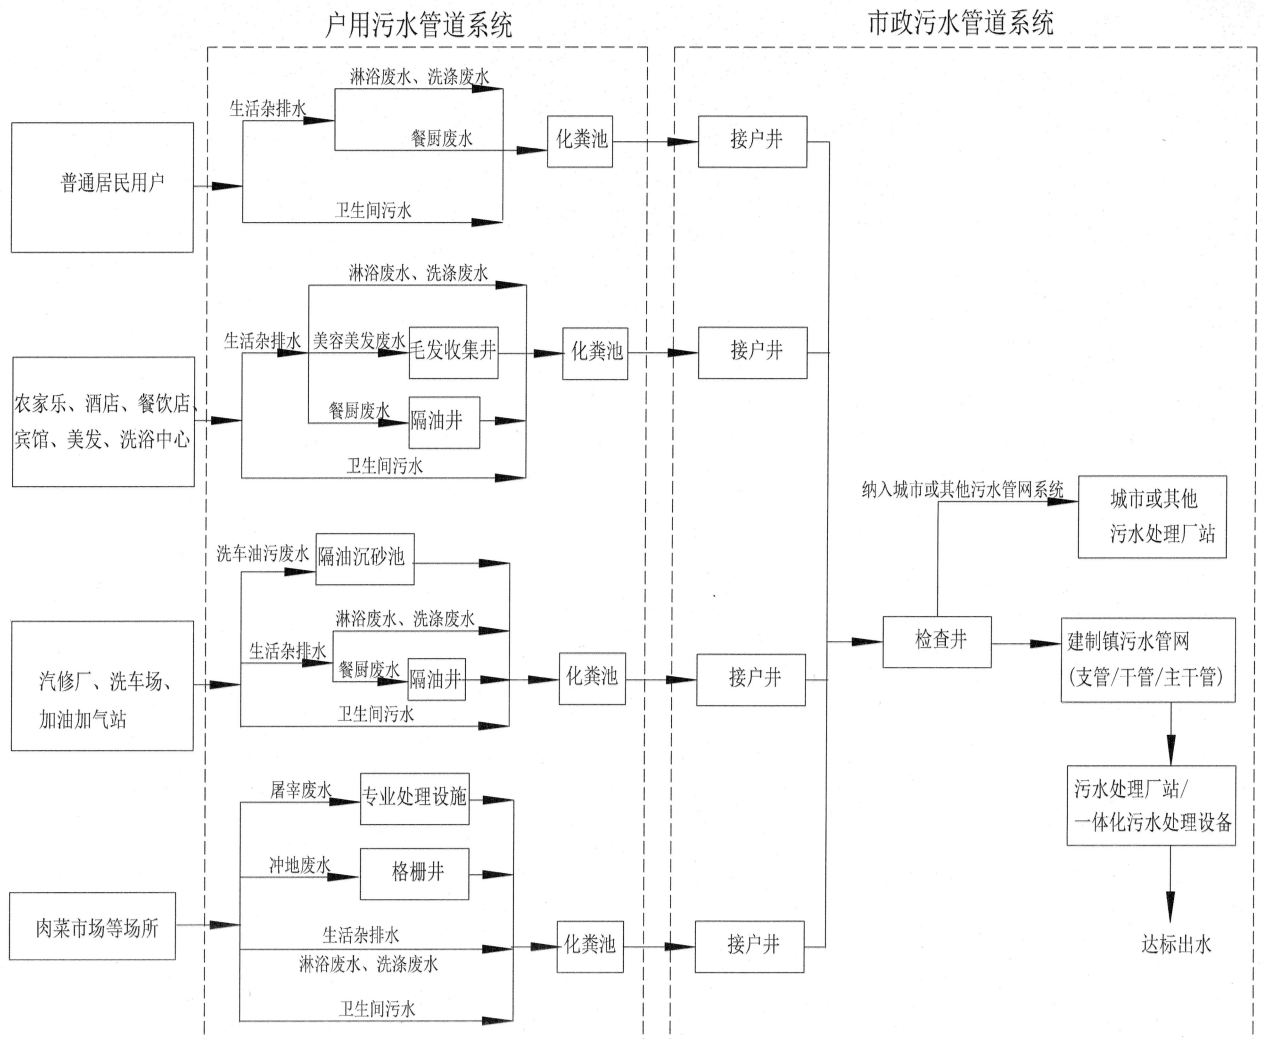 户用污水管道系统
市政污水管道系统
普通居民用户
生活杂排水
淋浴废水、洗涤废水
餐厨废水
卫生间污水
化粪池
接户井
农家乐、酒店、餐饮店、
宾馆、美发、洗浴中心
生活杂排水
淋浴废水、洗涤废水
美容美发废水
毛发收集井
餐厨废水
隔油井
卫生间污水
化粪池
接户井
汽修厂、洗车场、
加油加气站
洗车油污废水
隔油沉砂池
生活杂排水
淋浴废水、洗涤废水
餐厨废水
隔油井
卫生间污水
化粪池
接户井
肉菜市场等场所
屠宰废水
专业处理设施
冲地废水
格栅井
生活杂排水
淋浴废水、洗涤废水
卫生间污水
化粪池
接户井
检查井
纳入城市或其他污水管网系统
城市或其他
污水处理厂站
建制镇污水管网
(支管/干管/主干管)
污水处理厂站/
一体化污水处理设备
达标出水